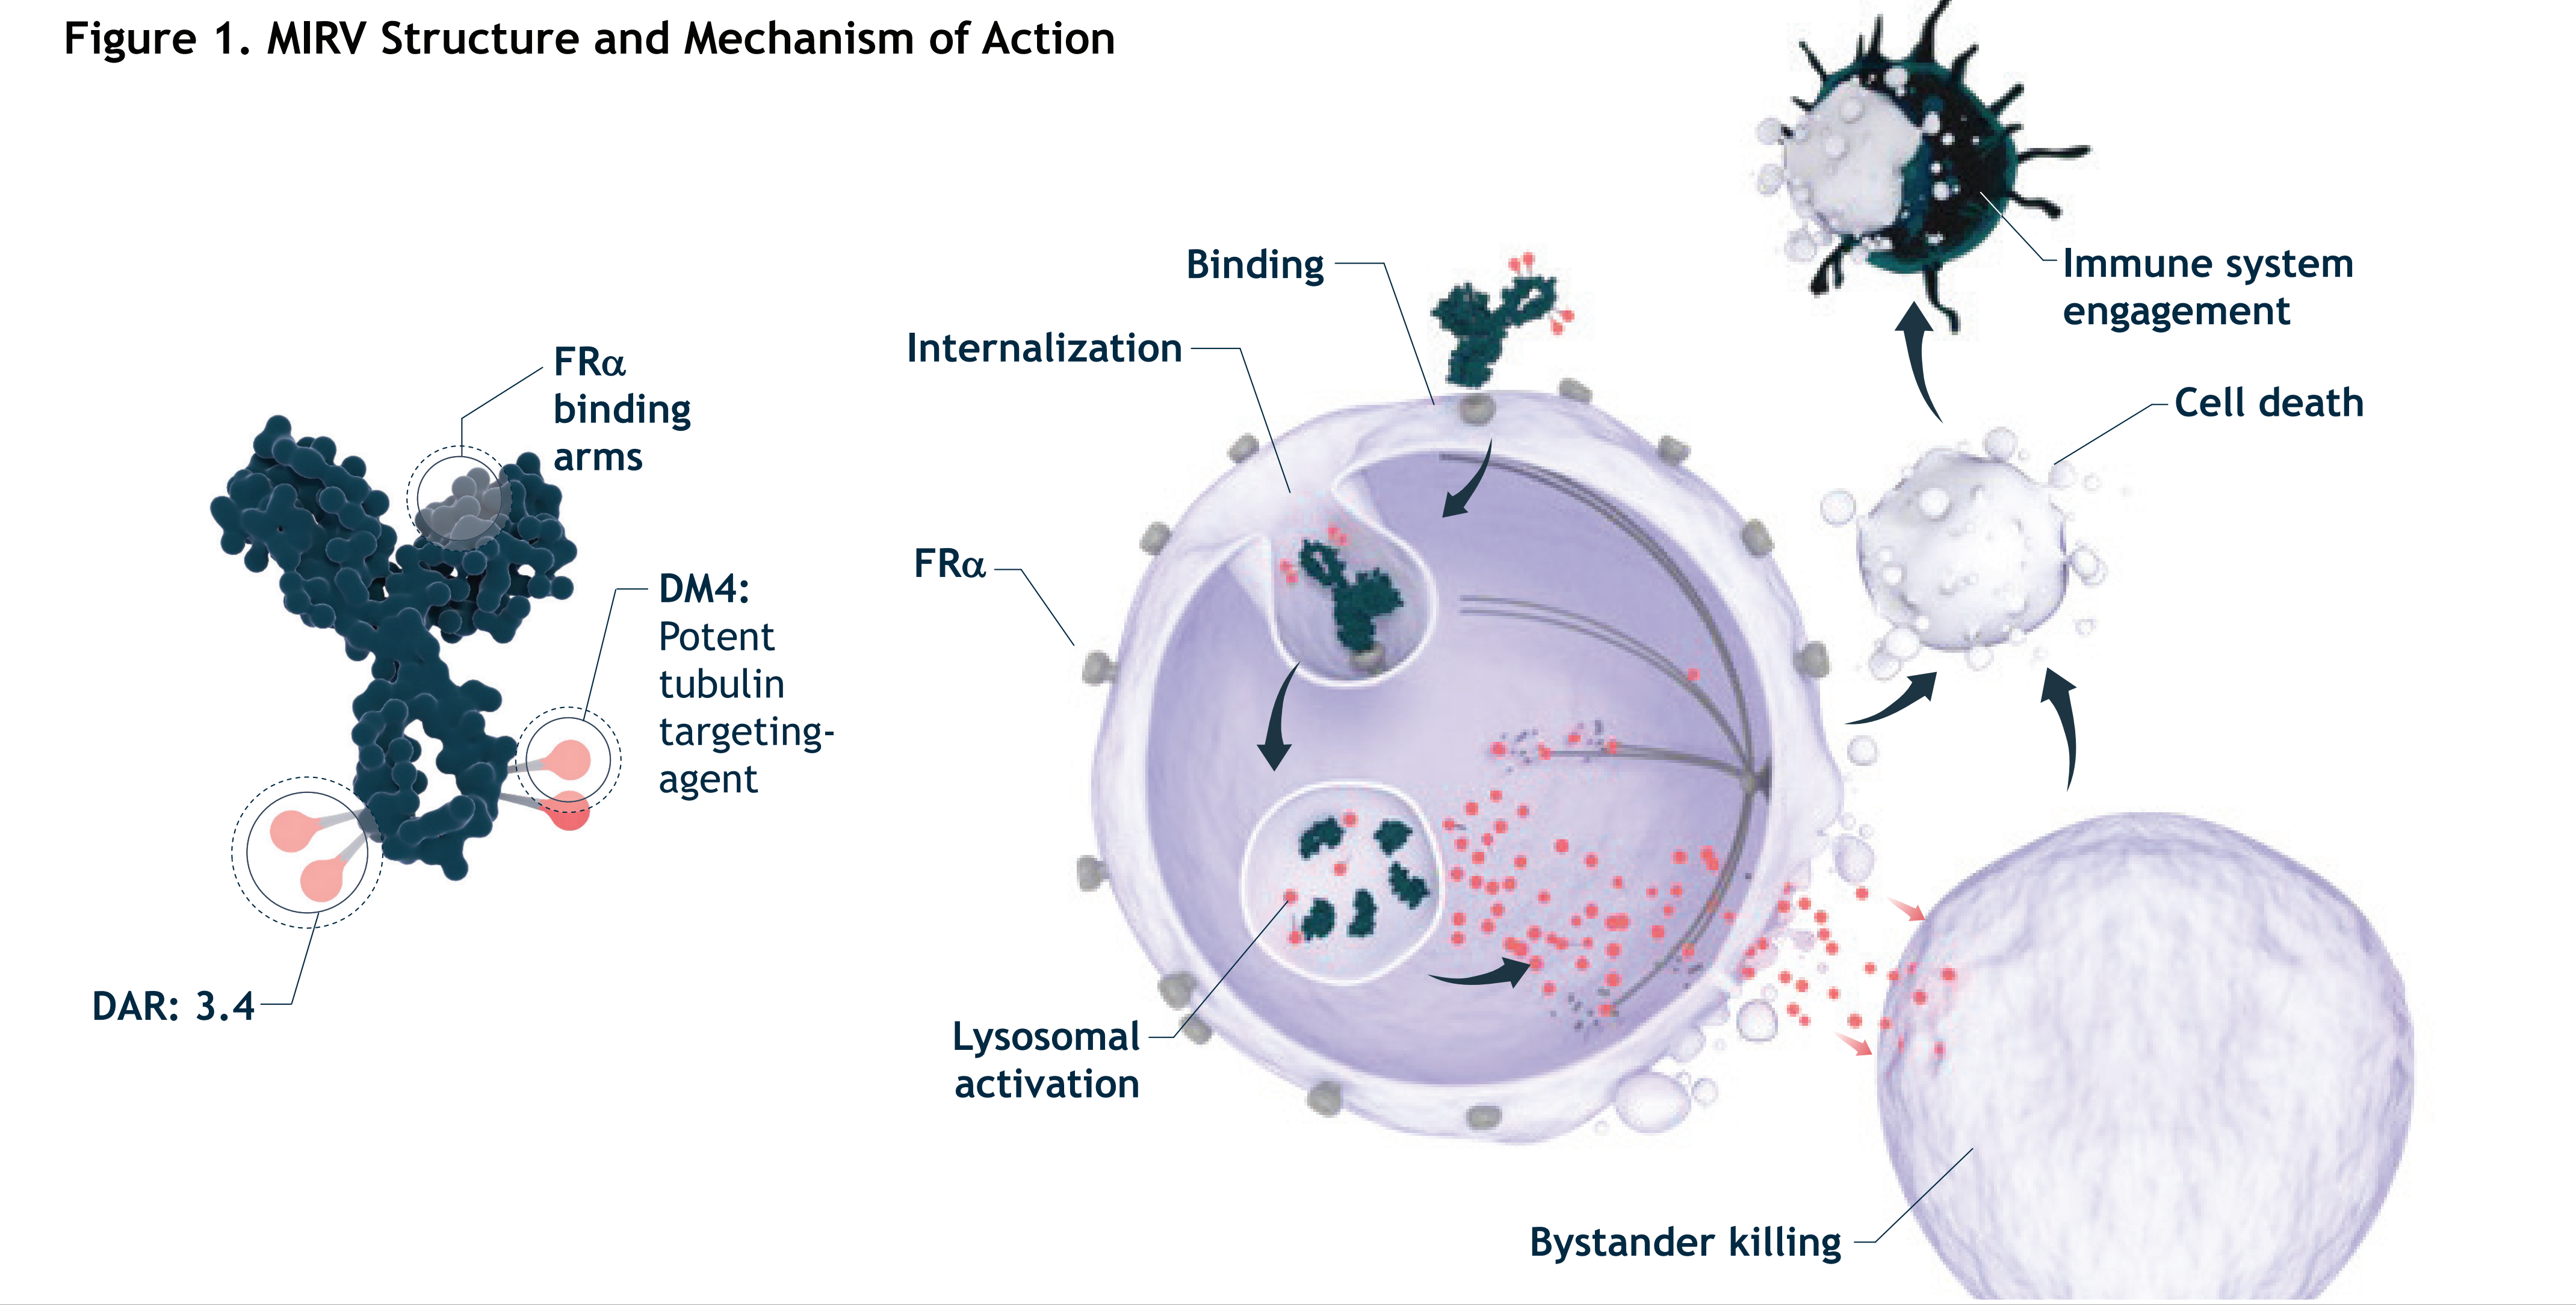 Figure 1. MIRV Structure and Mechanism of Action
FRα
binding
arms
DM4:
Potent
tubulin
targeting-
agent
DAR: 3.4
Binding
Internalization
FRα
Lysosomal
activation
Immune system
engagement
Cell death
Bystander killing